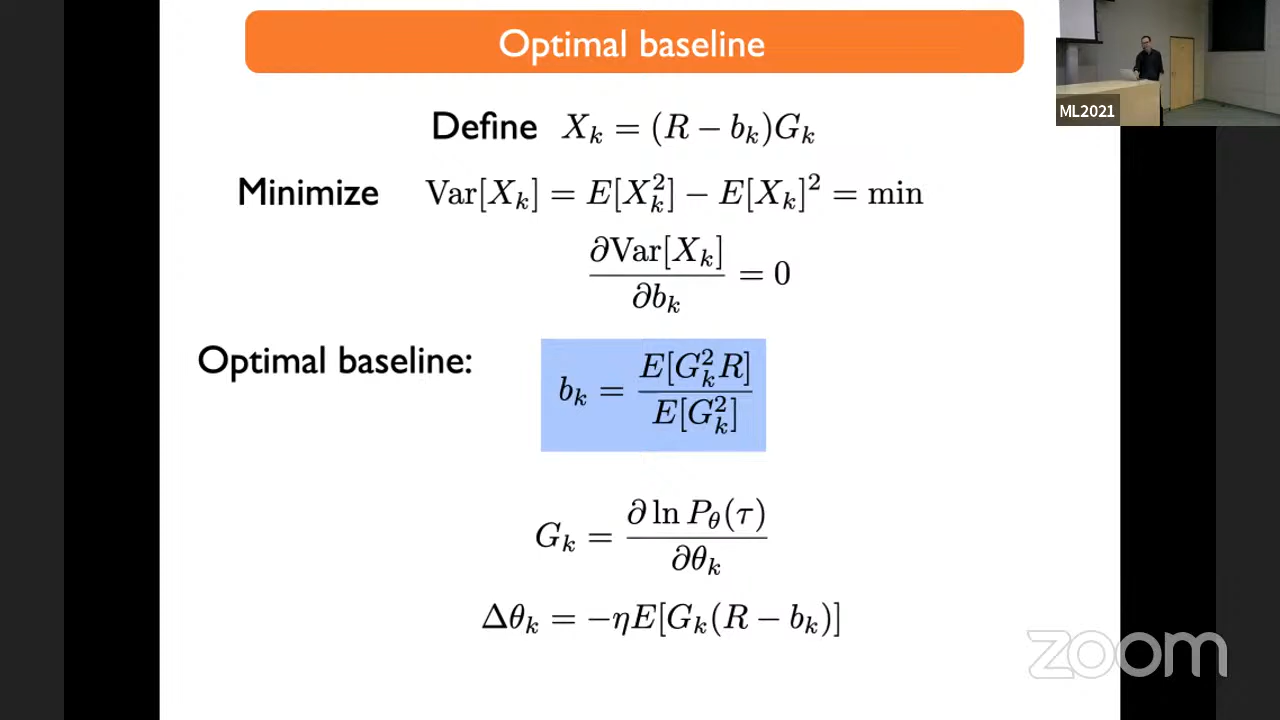 Optimal baseline
ML2021
Define X_k = (R − b_k)G_k
Minimize Var[X_k] = E[X_k^2] − E[X_k]^2 = min
∂Var[X_k]/∂b_k = 0
Optimal baseline: b_k = E[G_k^2 R]/E[G_k^2]
G_k = ∂ ln P_θ(τ)/∂θ_k
Δθ_k = −ηE[G_k(R − b_k)]
zoom